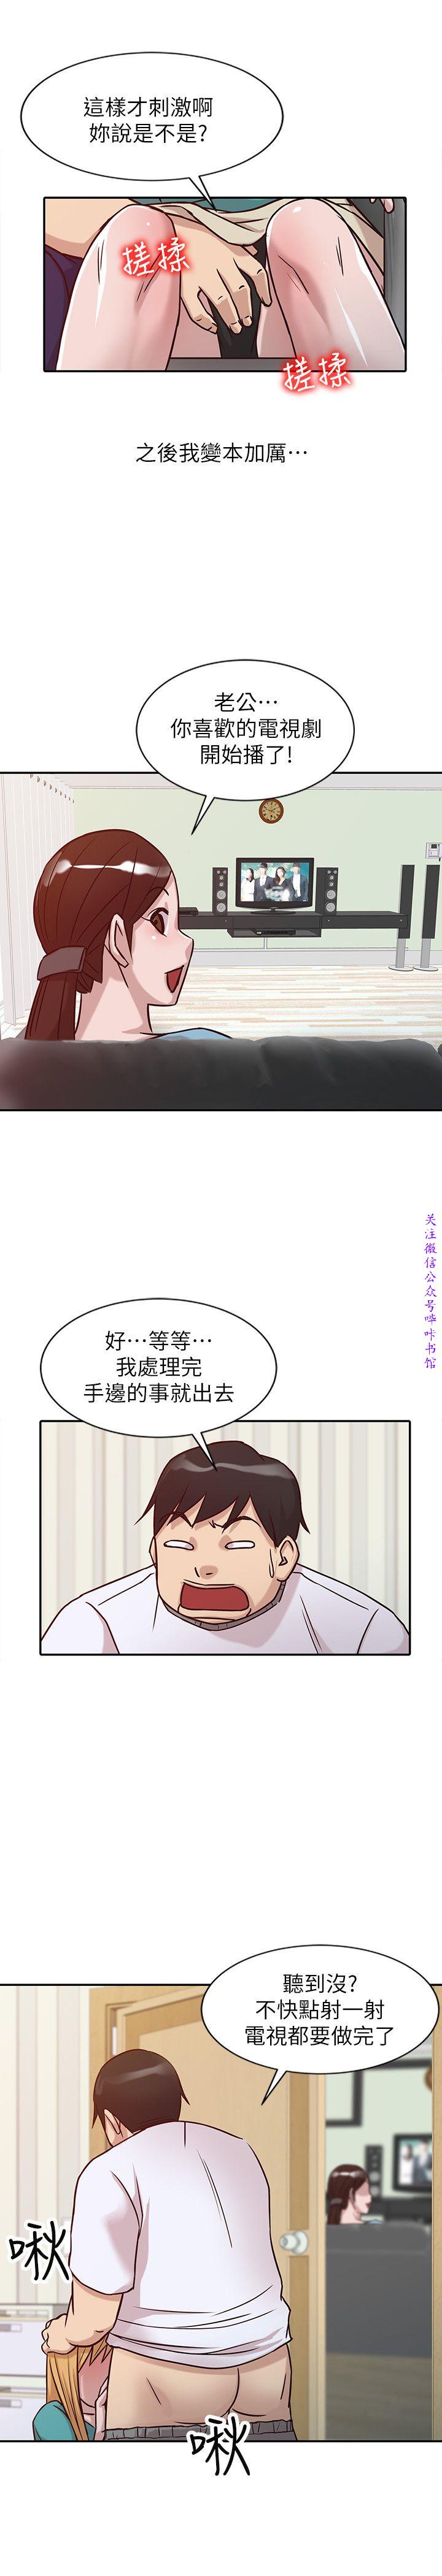 這樣才刺激啊
妳說是不是?
搓揉
搓揉
之後我變本加厲⋯
老公⋯
你喜歡的電視劇
開始播了!
关注微信公众号哔咔书馆
好⋯等等⋯
我處理完
手邊的事就出去
聽到沒?
不快點射一射
電視都要做完了
啾
啾